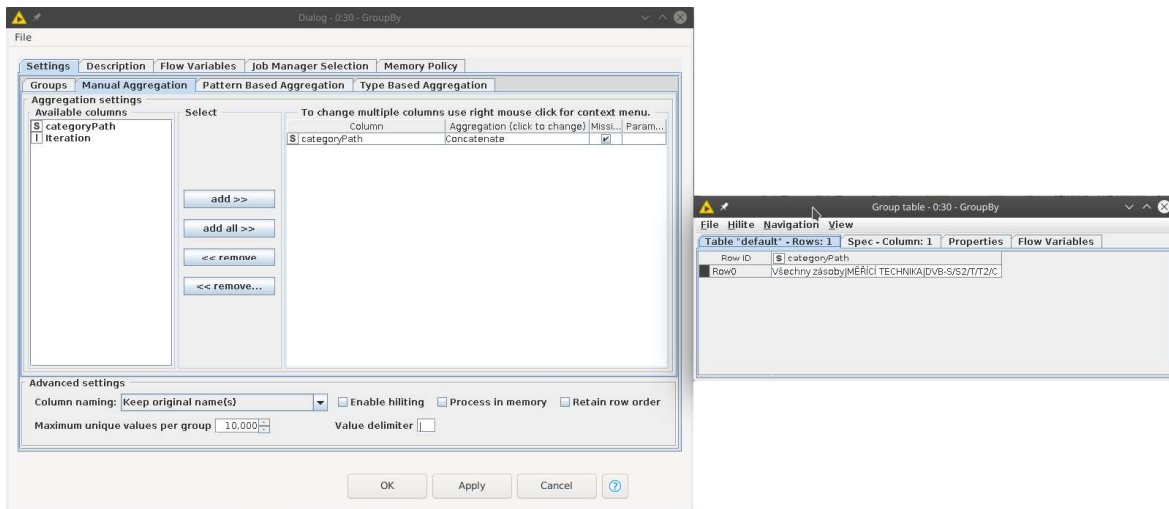 Dialog - 0:30 - GroupBy
File
Settings Description Flow Variables Job Manager Selection Memory Policy
Groups Manual Aggregation Pattern Based Aggregation Type Based Aggregation
Aggregation settings
Available columns Select To change multiple columns use right mouse click for context menu.
S categoryPath
I Iteration
Column Aggregation (click to change) Missi... Param...
S categoryPath Concatenate
add >>
add all >>
<< remove
<< remove...
Advanced settings
Column naming: Keep original name(s) Enable hiliting Process in memory Retain row order
Maximum unique values per group 10,000 Value delimiter |
OK Apply Cancel ?
Group table - 0:30 - GroupBy
File Hilite Navigation View
Table "default" - Rows: 1 Spec - Column: 1 Properties Flow Variables
Row ID S categoryPath
Row0 Všechny zásoby|MĚŘÍCÍ TECHNIKA|DVB-S/S2/T/T2/C